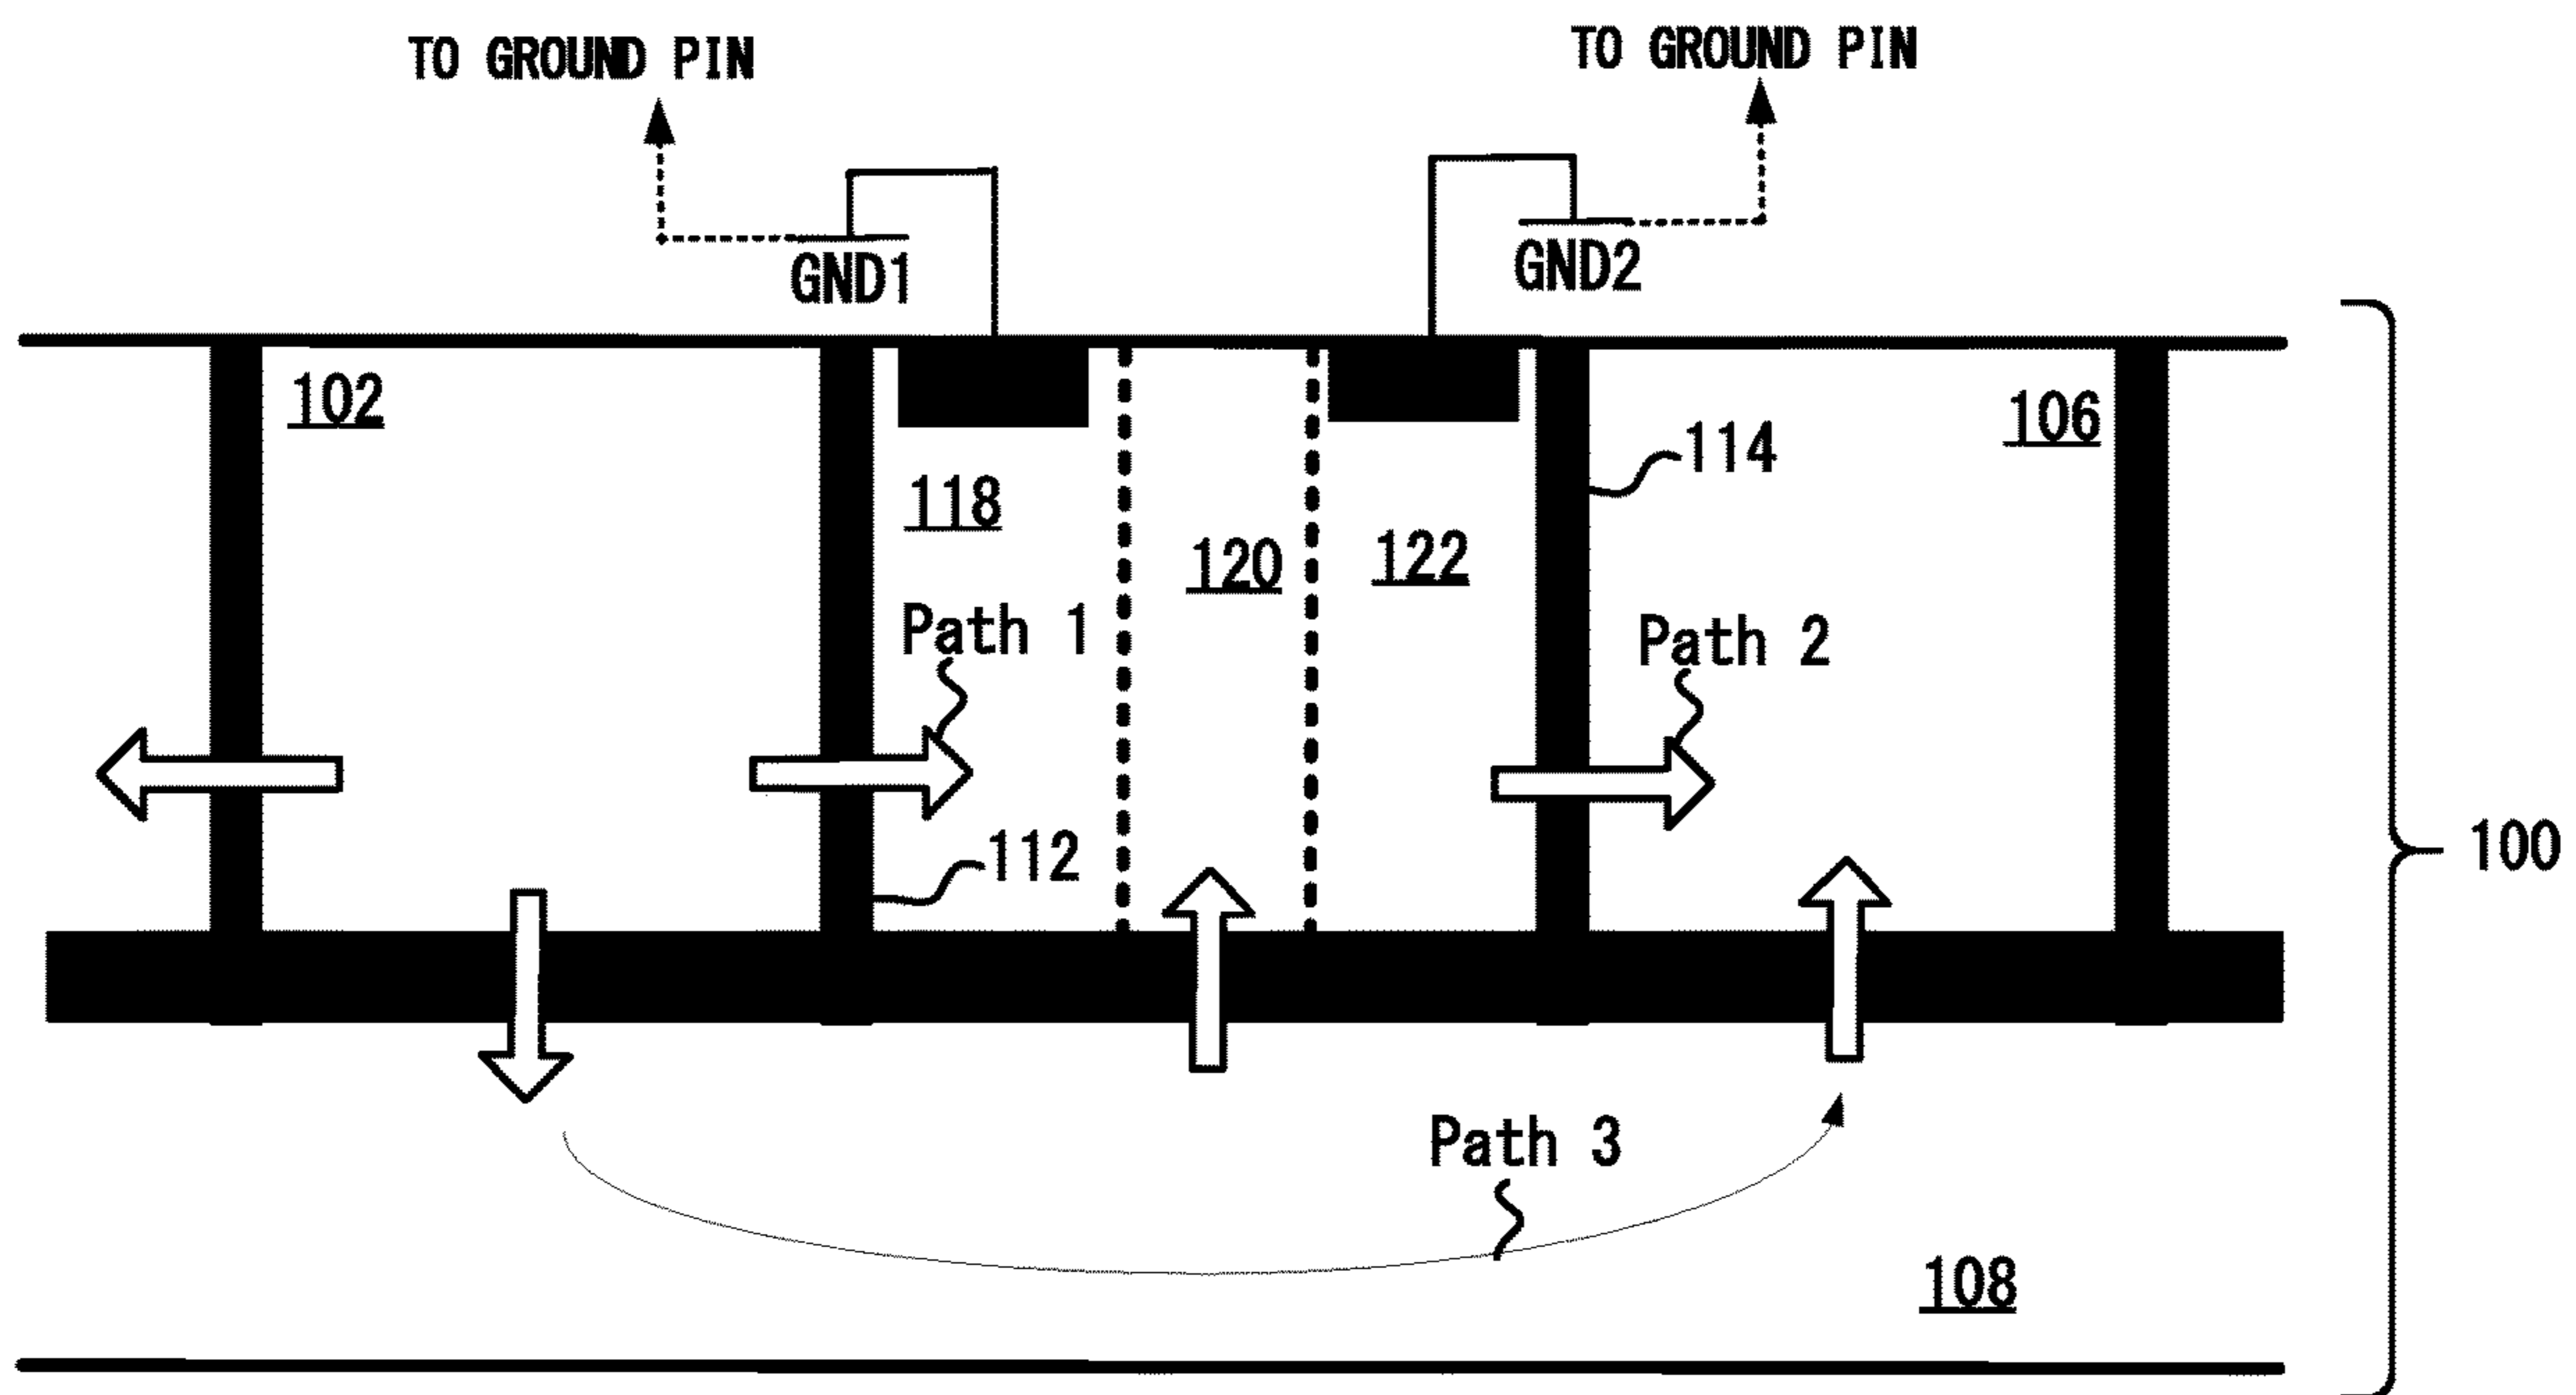 TO GROUND PIN
TO GROUND PIN
GND1
GND2
102
106
114
118
120
122
Path 1
Path 2
112
100
Path 3
108